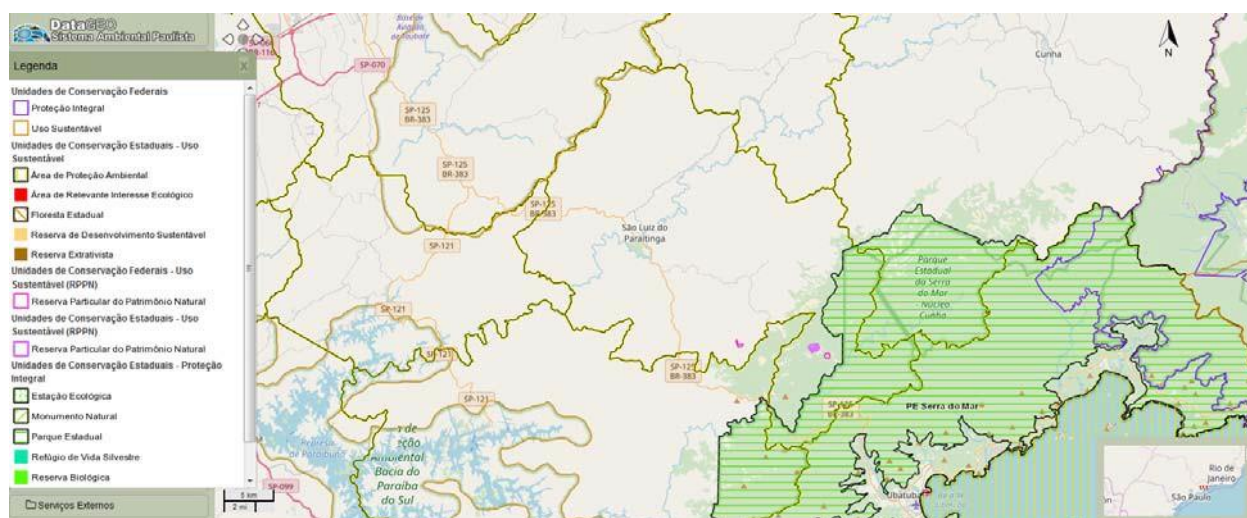 DataGEO
Sistema Ambiental Paulista
Legenda
X
Unidades de Conservação Federais
Proteção Integral
Uso Sustentável
Unidades de Conservação Estaduais - Uso
Sustentável
Área de Proteção Ambiental
Área de Relevante Interesse Ecológico
Floresta Estadual
Reserva de Desenvolvimento Sustentável
Reserva Extrativista
Unidades de Conservação Federais - Uso
Sustentável (RPPN)
Reserva Particular do Patrimônio Natural
Unidades de Conservação Estaduais - Uso
Sustentável (RPPN)
Reserva Particular do Patrimônio Natural
Unidades de Conservação Estaduais - Proteção
Integral
Estação Ecológica
Monumento Natural
Parque Estadual
Refúgio de Vida Silvestre
Reserva Biológica
Serviços Externos
5 km
2 mi
BR-116
SP-070
SP-125
BR-383
SP-125
BR-383
SP-125
BR-383
SP-121
SP-121
SP-121
SP-121
SP-099
São Luiz do
Paraitinga
Cunha
N
Parque
Estadual
da Serra
do Mar -
Núcleo
Cunha
SP-125
BR-383
BR-383
PE Serra do Mar
Ubatuba
Ambiental
Bacia do
Paraíba
do Sul
Rio de
Janeiro
São Paulo